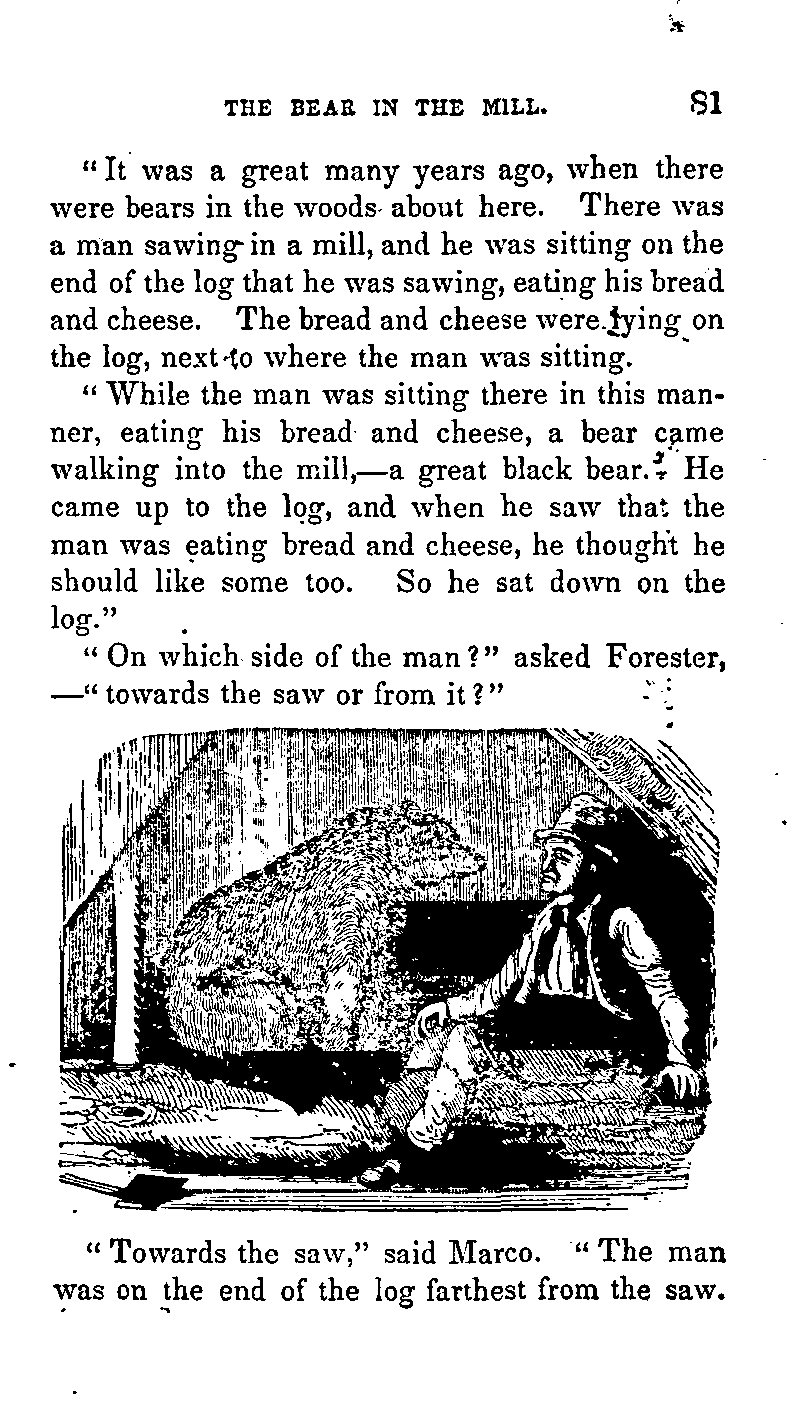 THE BEAR IN THE MILL. 81
“It was a great many years ago, when there
were bears in the woods about here. There was
a man sawing in a mill, and he was sitting on the
end of the log that he was sawing, eating his bread
and cheese. The bread and cheese were lying on
the log, next to where the man was sitting.
“While the man was sitting there in this man-
ner, eating his bread and cheese, a bear came
walking into the mill,—a great black bear. He
came up to the log, and when he saw that the
man was eating bread and cheese, he thought he
should like some too. So he sat down on the
log.”
“On which side of the man?” asked Forester,
—“towards the saw or from it?”
“Towards the saw,” said Marco. “The man
was on the end of the log farthest from the saw.